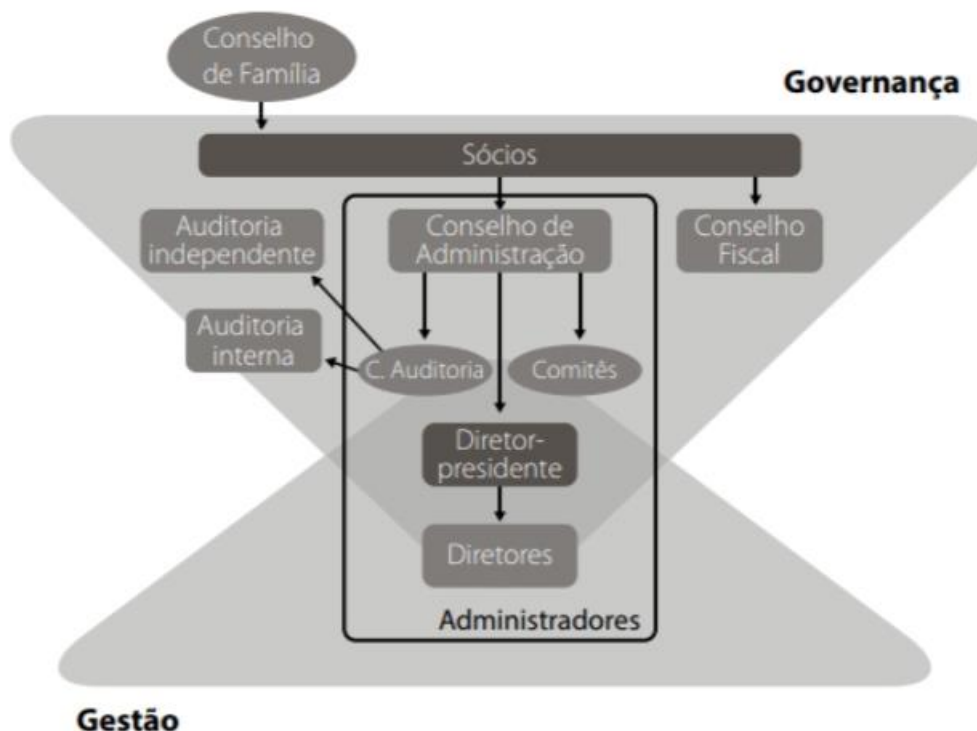 Conselho
de Família
Governança
Sócios
Auditoria
independente
Conselho de
Administração
Conselho
Fiscal
Auditoria
interna
C. Auditoria
Comitês
Diretor-
presidente
Diretores
Administradores
Gestão